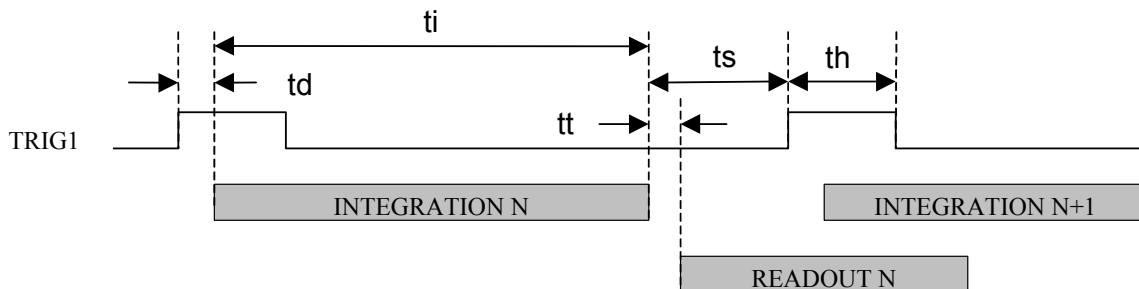 ti
ts
th
td
tt
TRIG1
INTEGRATION N
INTEGRATION N+1
READOUT N